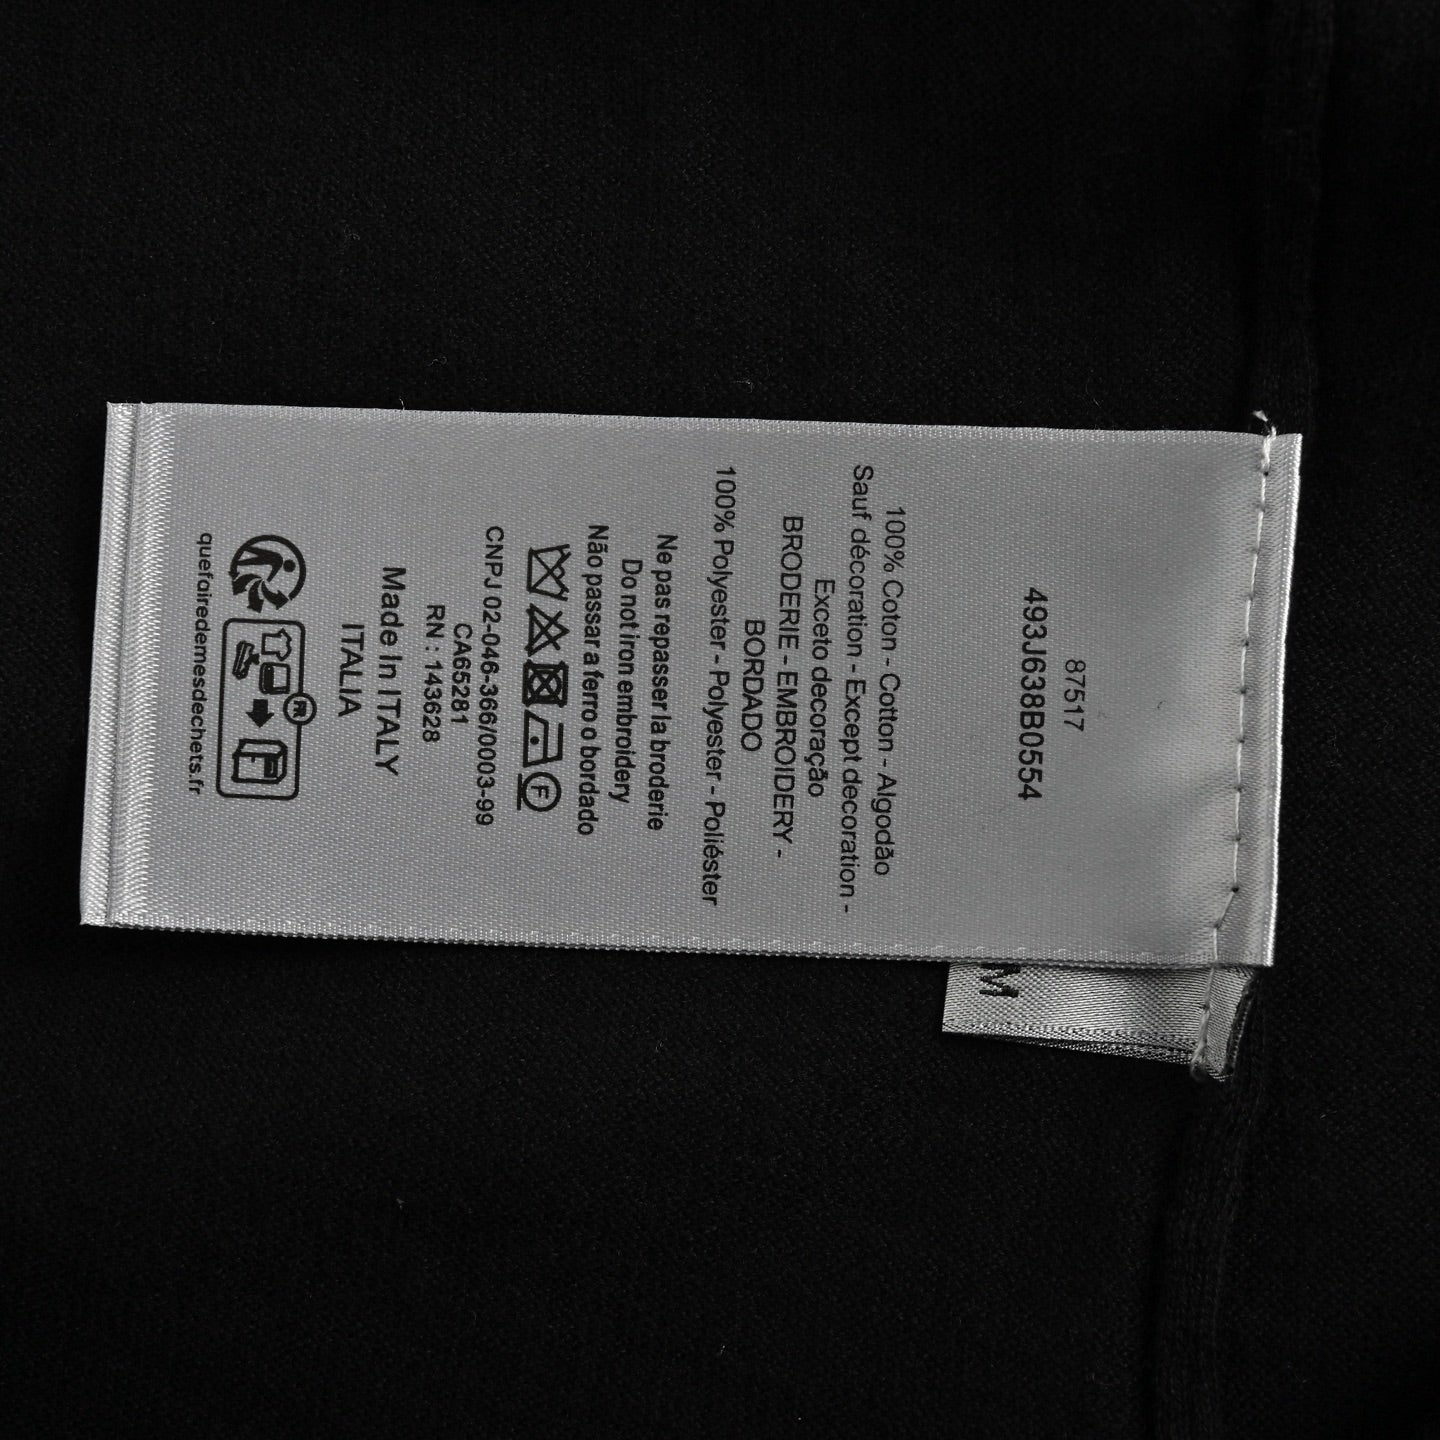 87517
493J638B0554
100% Coton - Cotton - Algodão
Sauf décoration - Except decoration -
Exceto decoração
BRODERIE - EMBROIDERY -
BORDADO
100% Polyester - Polyester - Poliéster
Ne pas repasser la broderie
Do not iron embroidery
Não passar a ferro o bordado
F
CNPJ 02-046-366/0003-99
CA65281
RN : 143628
Made In ITALY
ITALIA
FR
quefairedemesdechets.fr
M